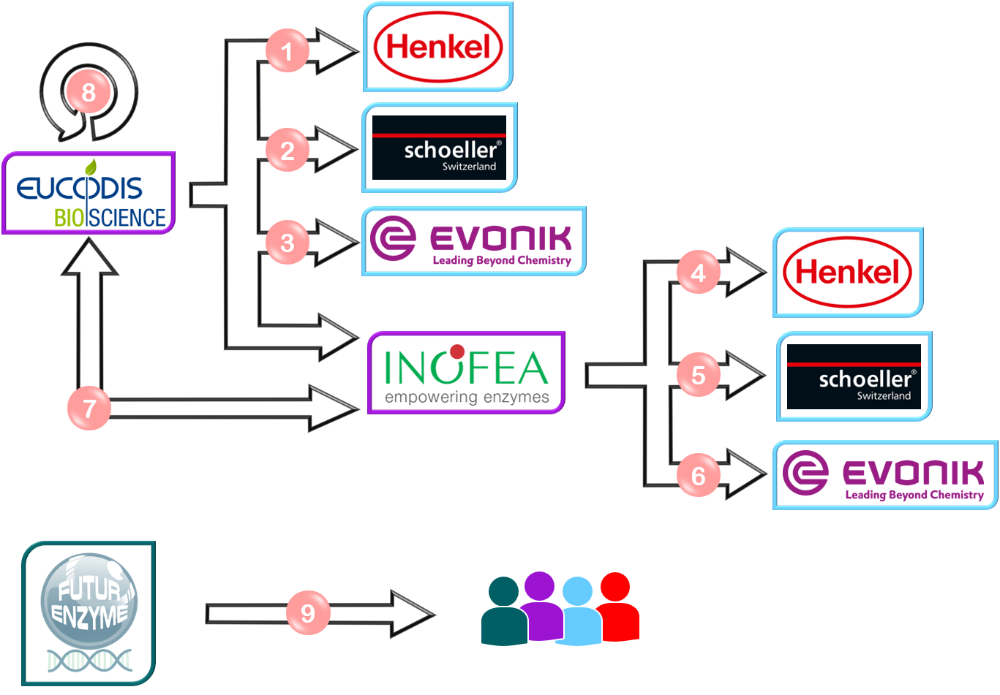 1
Henkel
8
2
schoeller®
Switzerland
EUCODIS
BIOSCIENCE
3
EVONIK
Leading Beyond Chemistry
4
Henkel
INOFEA
empowering enzymes
5
schoeller®
Switzerland
7
6
EVONIK
Leading Beyond Chemistry
FUTUR
ENZYME
9